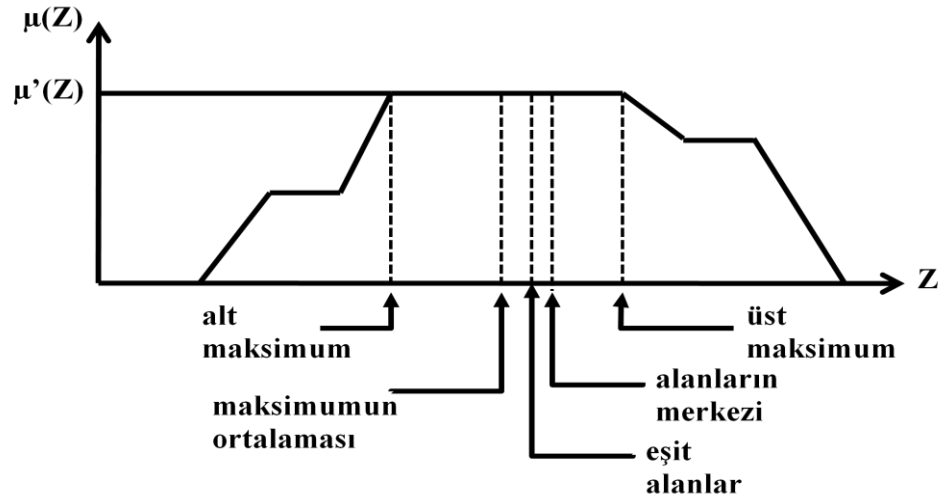 μ(Z)
μ’(Z)
Z
alt
maksimum
üst
maksimum
maksimumun
ortalaması
alanların
merkezi
eşit
alanlar